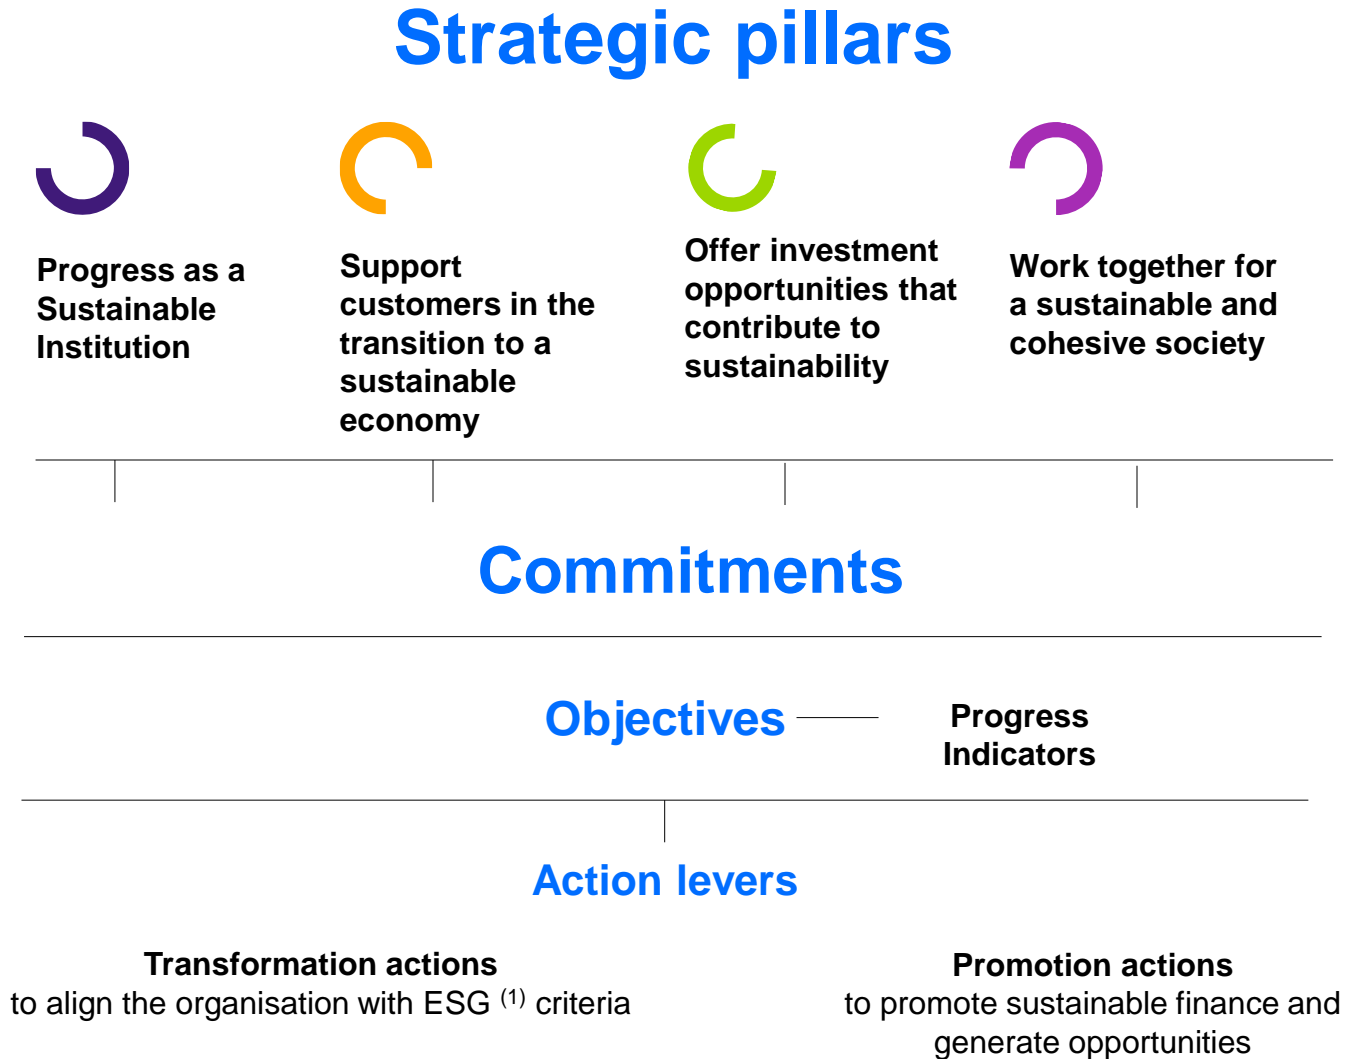 Strategic pillars
Progress as a
Sustainable
Institution
Support
customers in the
transition to a
sustainable
economy
Offer investment
opportunities that
contribute to
sustainability
Work together for
a sustainable and
cohesive society
Commitments
Objectives
Progress
Indicators
Action levers
Transformation actions
to align the organisation with ESG (1) criteria
Promotion actions
to promote sustainable finance and
generate opportunities